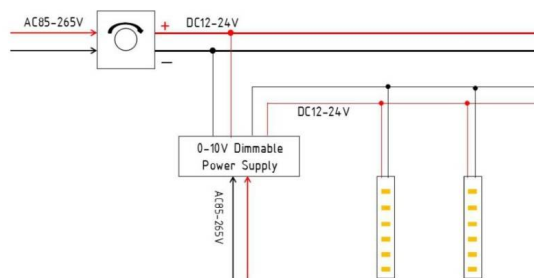 AC85-265V
+
DC12-24V
−
DC12-24V
0-10V Dimmable
Power Supply
AC85-265V